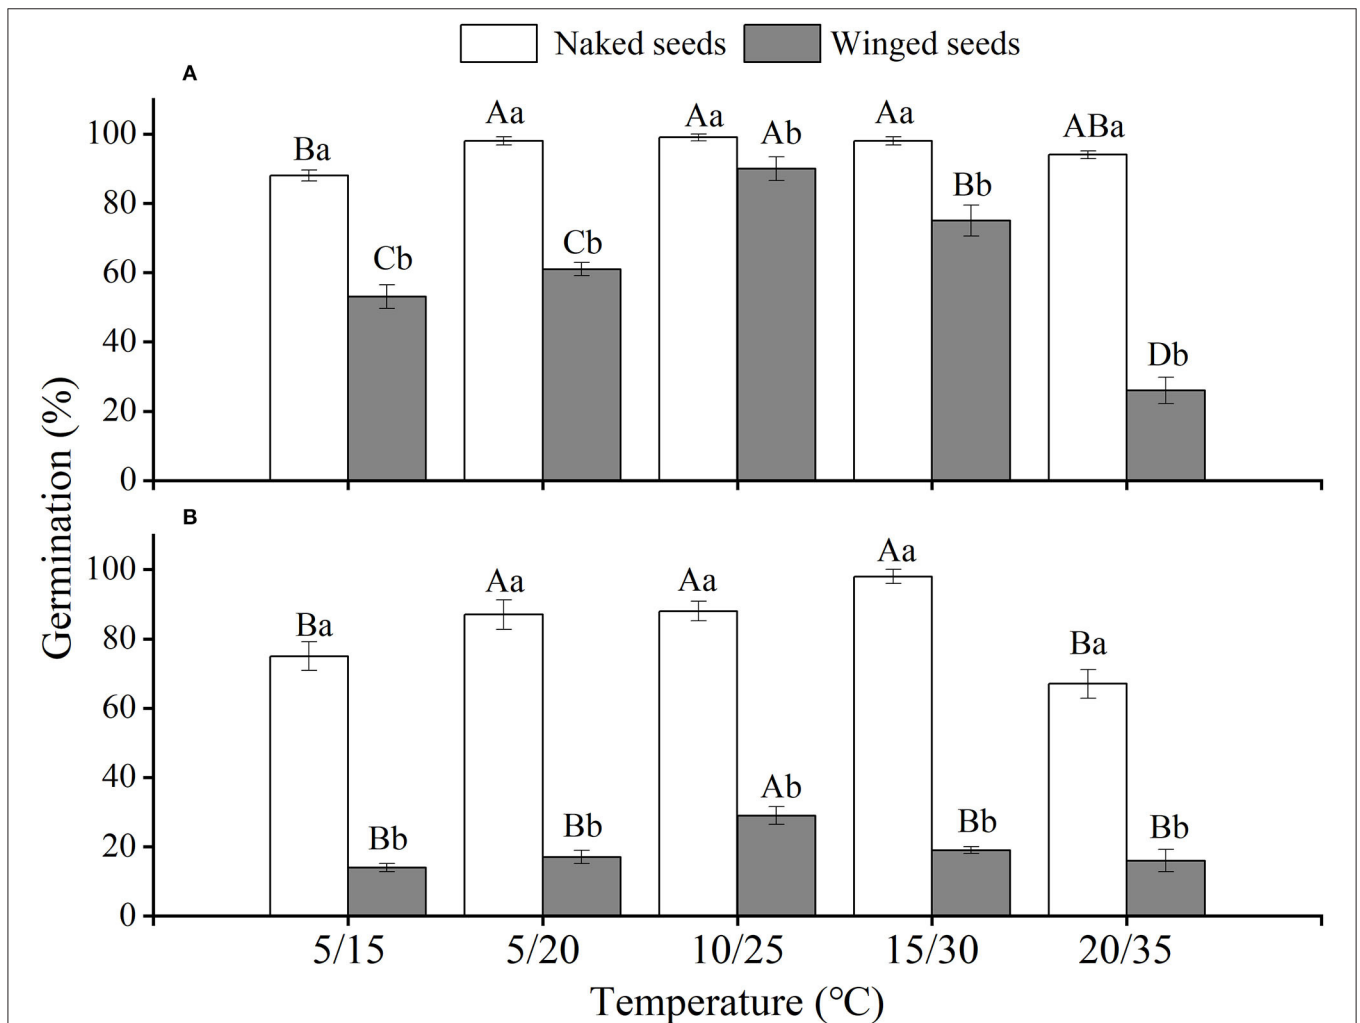 Naked seeds Winged seeds
A
Germination (%)
100
80
60
40
20
0
Ba Cb Aa Cb Aa Ab Aa Bb ABa Db
B
100
80
60
40
20
0
Ba Bb Aa Bb Aa Ab Aa Bb Ba Bb
5/15 5/20 10/25 15/30 20/35
Temperature (°C)